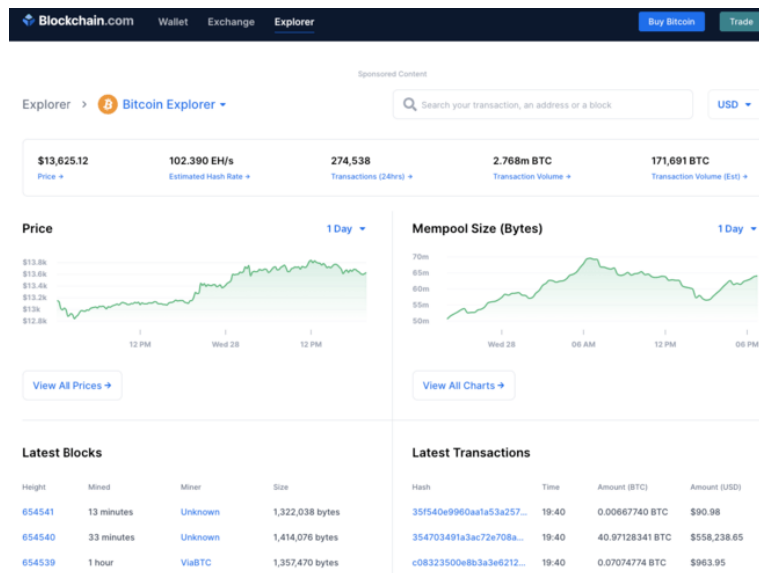 Blockchain.com Wallet Exchange Explorer Buy Bitcoin Trade
Sponsored Content
Explorer > Bitcoin Explorer
Search your transaction, an address or a block
USD
$13,625.12 102.390 EH/s 274,538 2.768m BTC 171,691 BTC
Price → Estimated Hash Rate → Transactions (24hrs) → Transaction Volume → Transaction Volume (Est) →
Price 1 Day
$13.8k
$13.6k
$13.4k
$13.2k
$13k
$12.8k
12 PM Wed 28 12 PM
View All Prices →
Mempool Size (Bytes) 1 Day
70m
65m
60m
55m
50m
Wed 28 06 AM 12 PM 06 PM
View All Charts →
Latest Blocks
Height Mined Miner Size
654541 13 minutes Unknown 1,322,038 bytes
654540 33 minutes Unknown 1,414,076 bytes
654539 1 hour ViaBTC 1,357,470 bytes
Latest Transactions
Hash Time Amount (BTC) Amount (USD)
35f540e9960aa1a53a257... 19:40 0.00667740 BTC $90.98
354703491a3ac72e708a... 19:40 40.97128341 BTC $558,238.65
c08323500e8b3a3e6212... 19:40 0.07074774 BTC $963.95